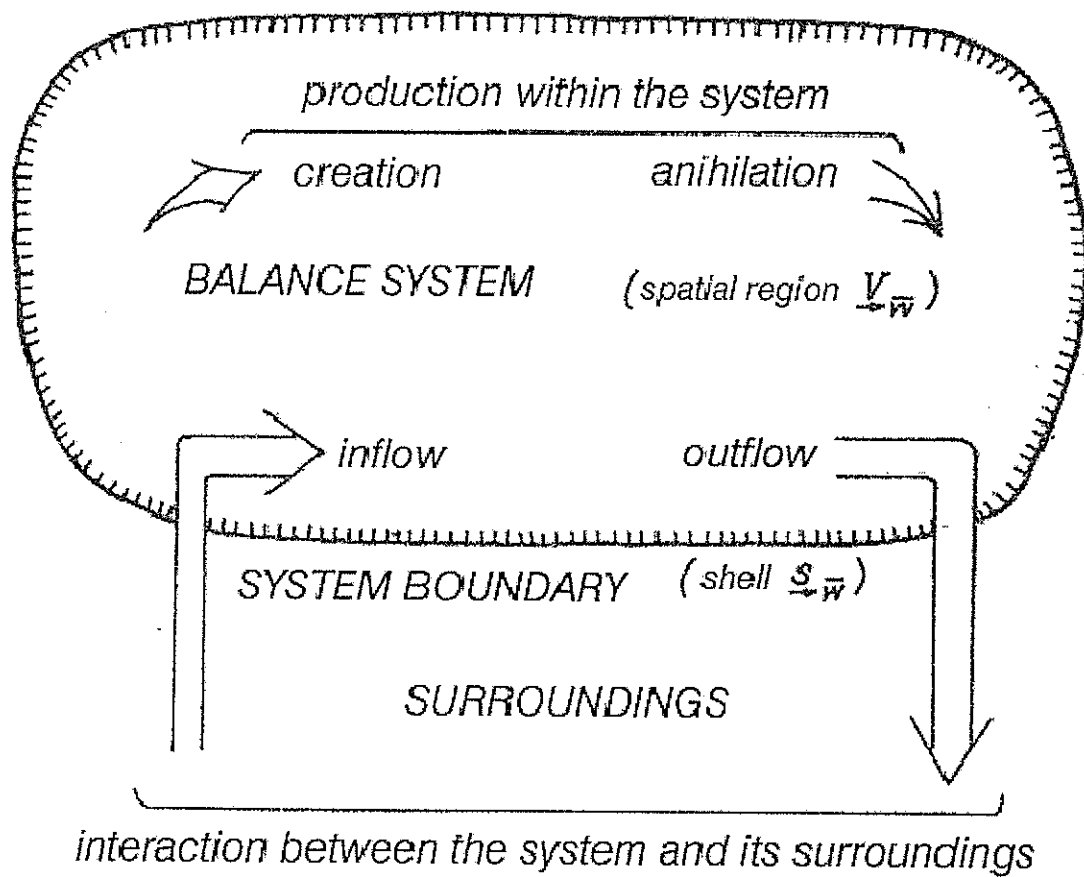 production within the system
creation anihilation
BALANCE SYSTEM (spatial region V w̅)
inflow outflow
SYSTEM BOUNDARY (shell S w̅)
SURROUNDINGS
interaction between the system and its surroundings